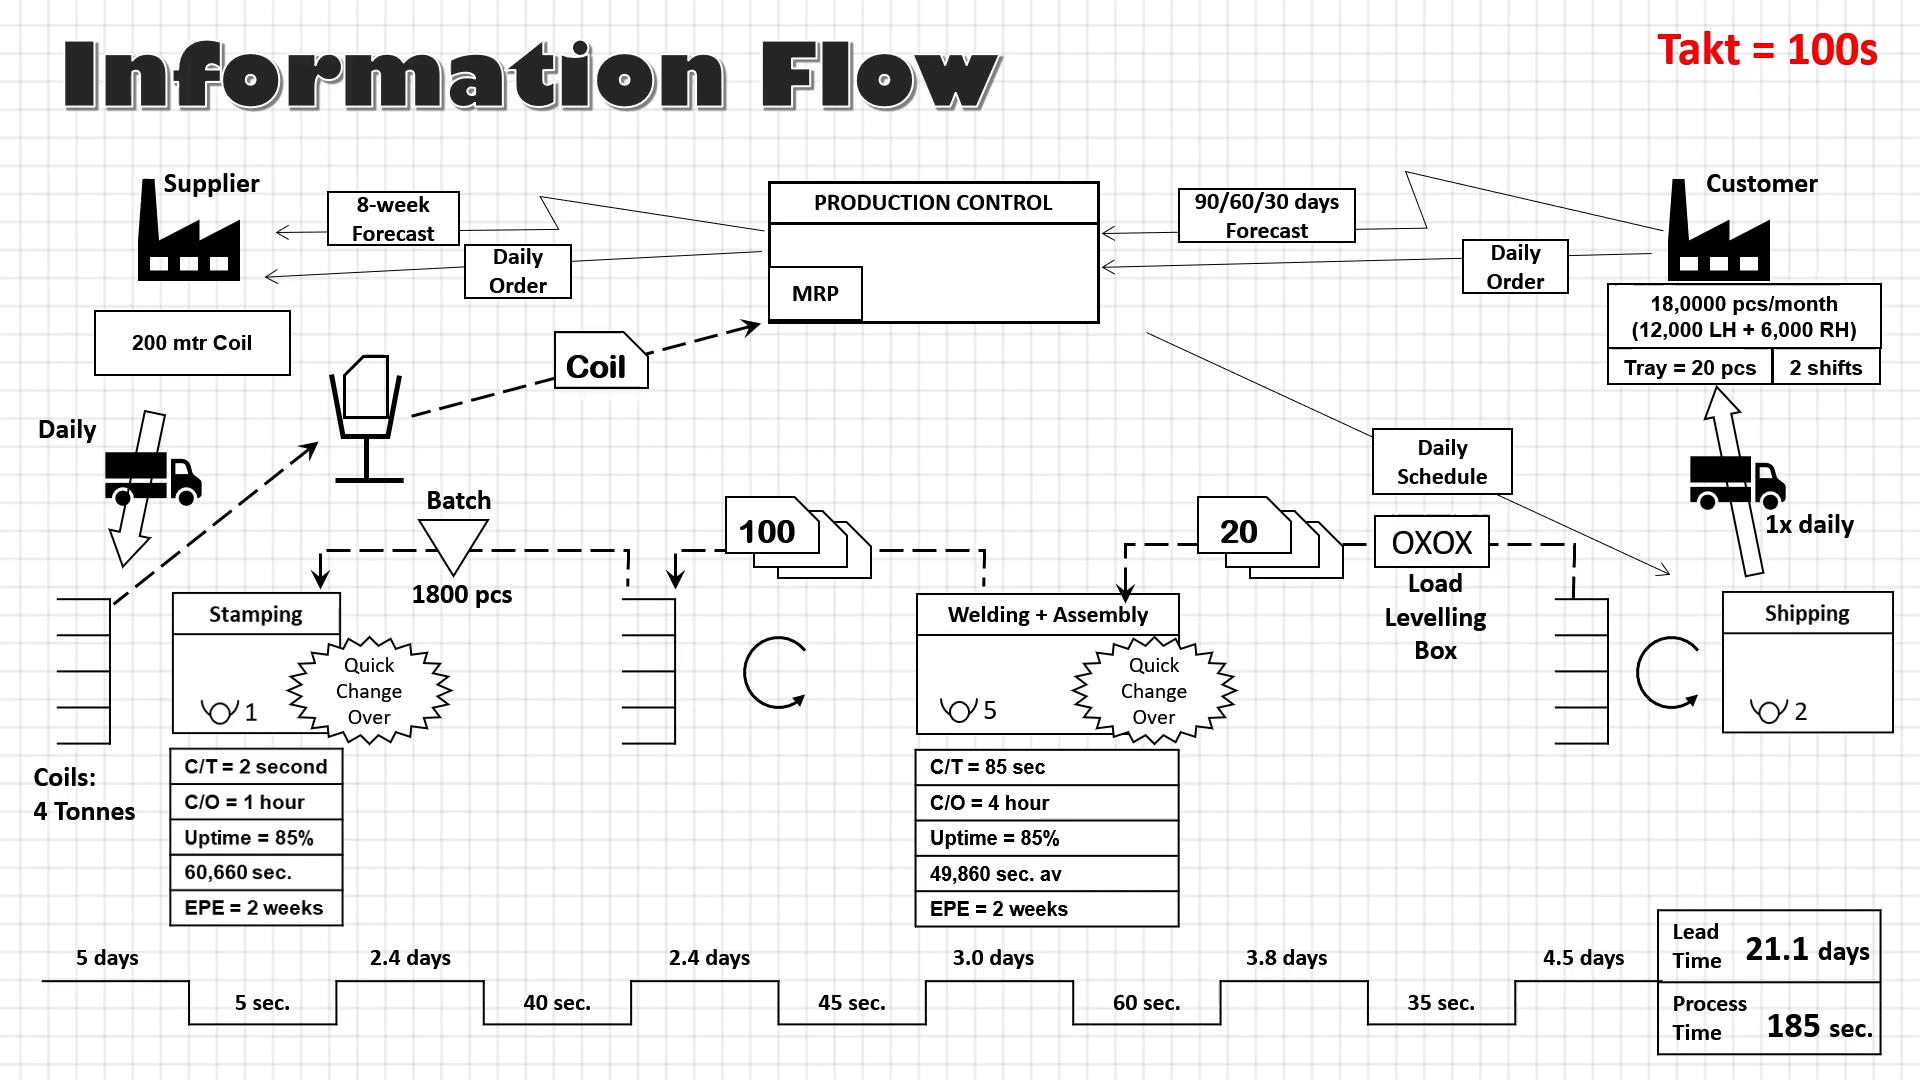 Information Flow
Takt = 100s
Supplier
8-week
Forecast
Daily
Order
PRODUCTION CONTROL
MRP
90/60/30 days
Forecast
Daily
Order
Customer
18,0000 pcs/month
(12,000 LH + 6,000 RH)
Tray = 20 pcs
2 shifts
200 mtr Coil
Coil
Daily
Daily
Schedule
1x daily
Batch
1800 pcs
100
20
OXOX
Load
Levelling
Box
Stamping
Quick
Change
Over
1
Welding + Assembly
Quick
Change
Over
5
Shipping
2
Coils:
4 Tonnes
C/T = 2 second
C/O = 1 hour
Uptime = 85%
60,660 sec.
EPE = 2 weeks
C/T = 85 sec
C/O = 4 hour
Uptime = 85%
49,860 sec. av
EPE = 2 weeks
5 days
2.4 days
2.4 days
3.0 days
3.8 days
4.5 days
5 sec.
40 sec.
45 sec.
60 sec.
35 sec.
Lead
Time
21.1 days
Process
Time
185 sec.